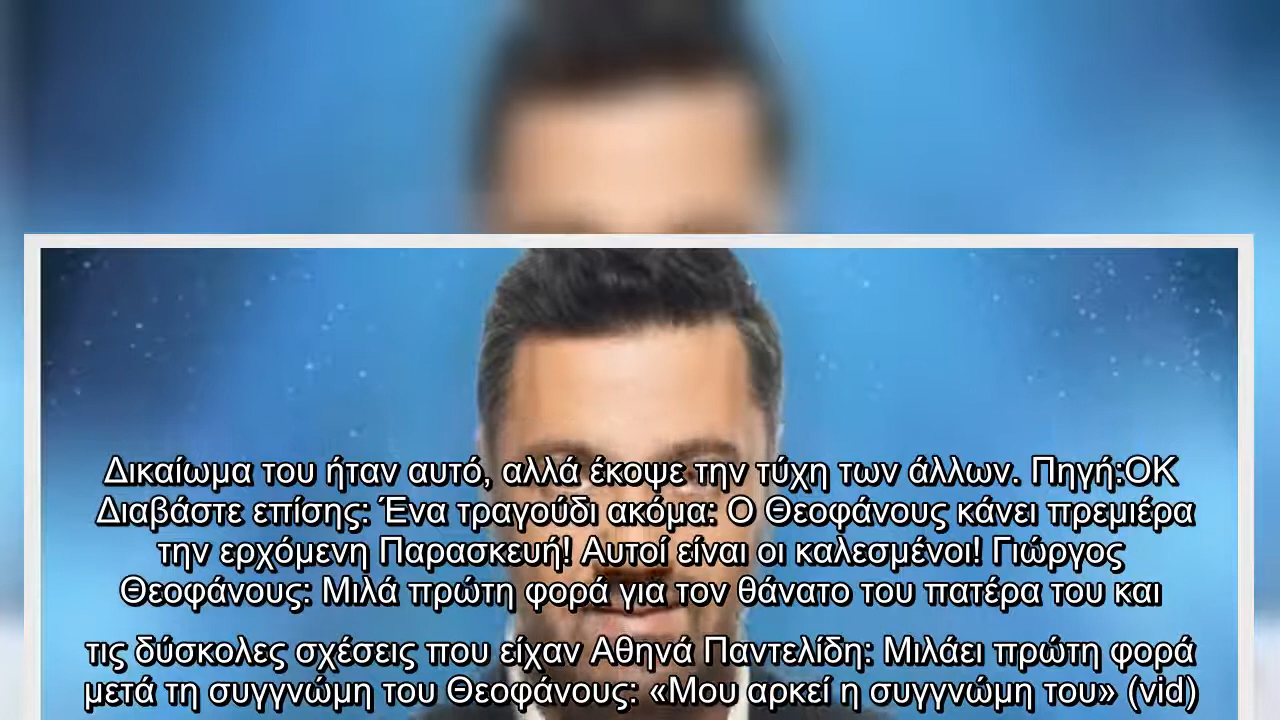 Δικαίωμα του ήταν αυτό, αλλά έκοψε την τύχη των άλλων. Πηγή:ΟΚ
Διαβάστε επίσης: Ένα τραγούδι ακόμα: Ο Θεοφάνους κάνει πρεμιέρα
την ερχόμενη Παρασκευή! Αυτοί είναι οι καλεσμένοι! Γιώργος
Θεοφάνους: Μιλά πρώτη φορά για τον θάνατο του πατέρα του και
τις δύσκολες σχέσεις που είχαν Αθηνά Παντελίδη: Μιλάει πρώτη φορά
μετά τη συγγνώμη του Θεοφάνους: «Μου αρκεί η συγγνώμη του» (vid)